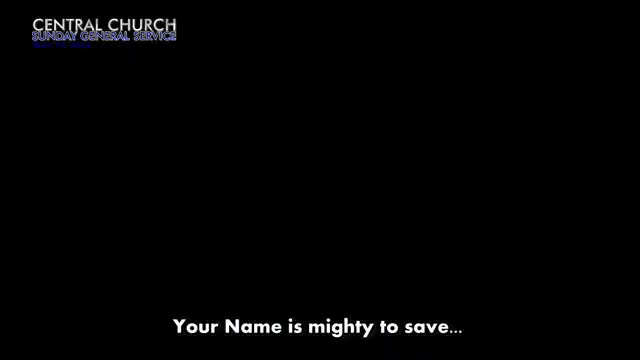 CENTRAL CHURCH
SUNDAY GENERAL SERVICE
Your Name is mighty to save...